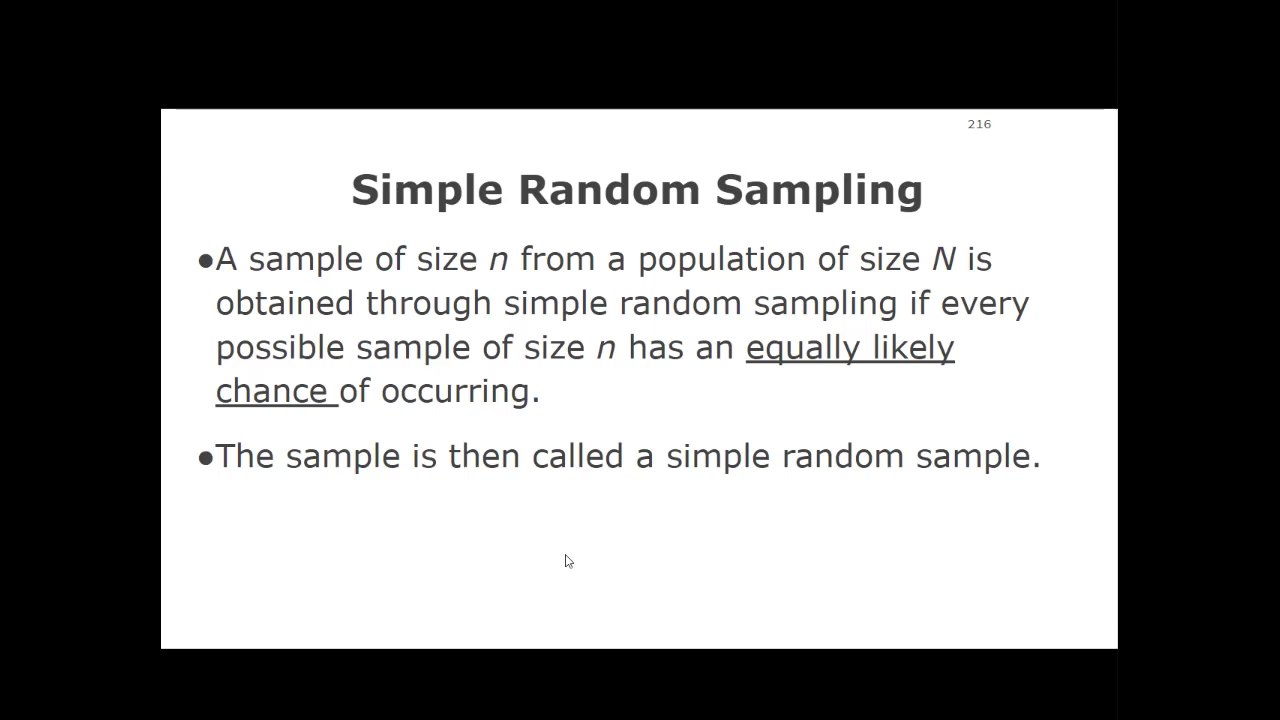 216
Simple Random Sampling
●A sample of size n from a population of size N is
obtained through simple random sampling if every
possible sample of size n has an equally likely
chance of occurring.
●The sample is then called a simple random sample.